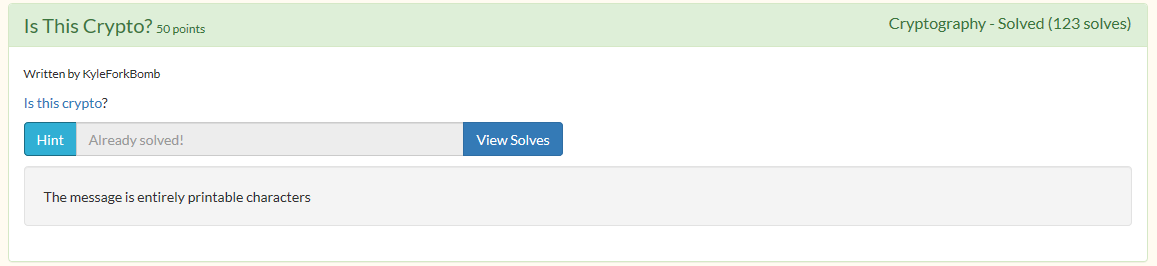 Is This Crypto? 50 points Cryptography - Solved (123 solves)
Written by KyleForkBomb
Is this crypto?
Hint Already solved! View Solves
The message is entirely printable characters